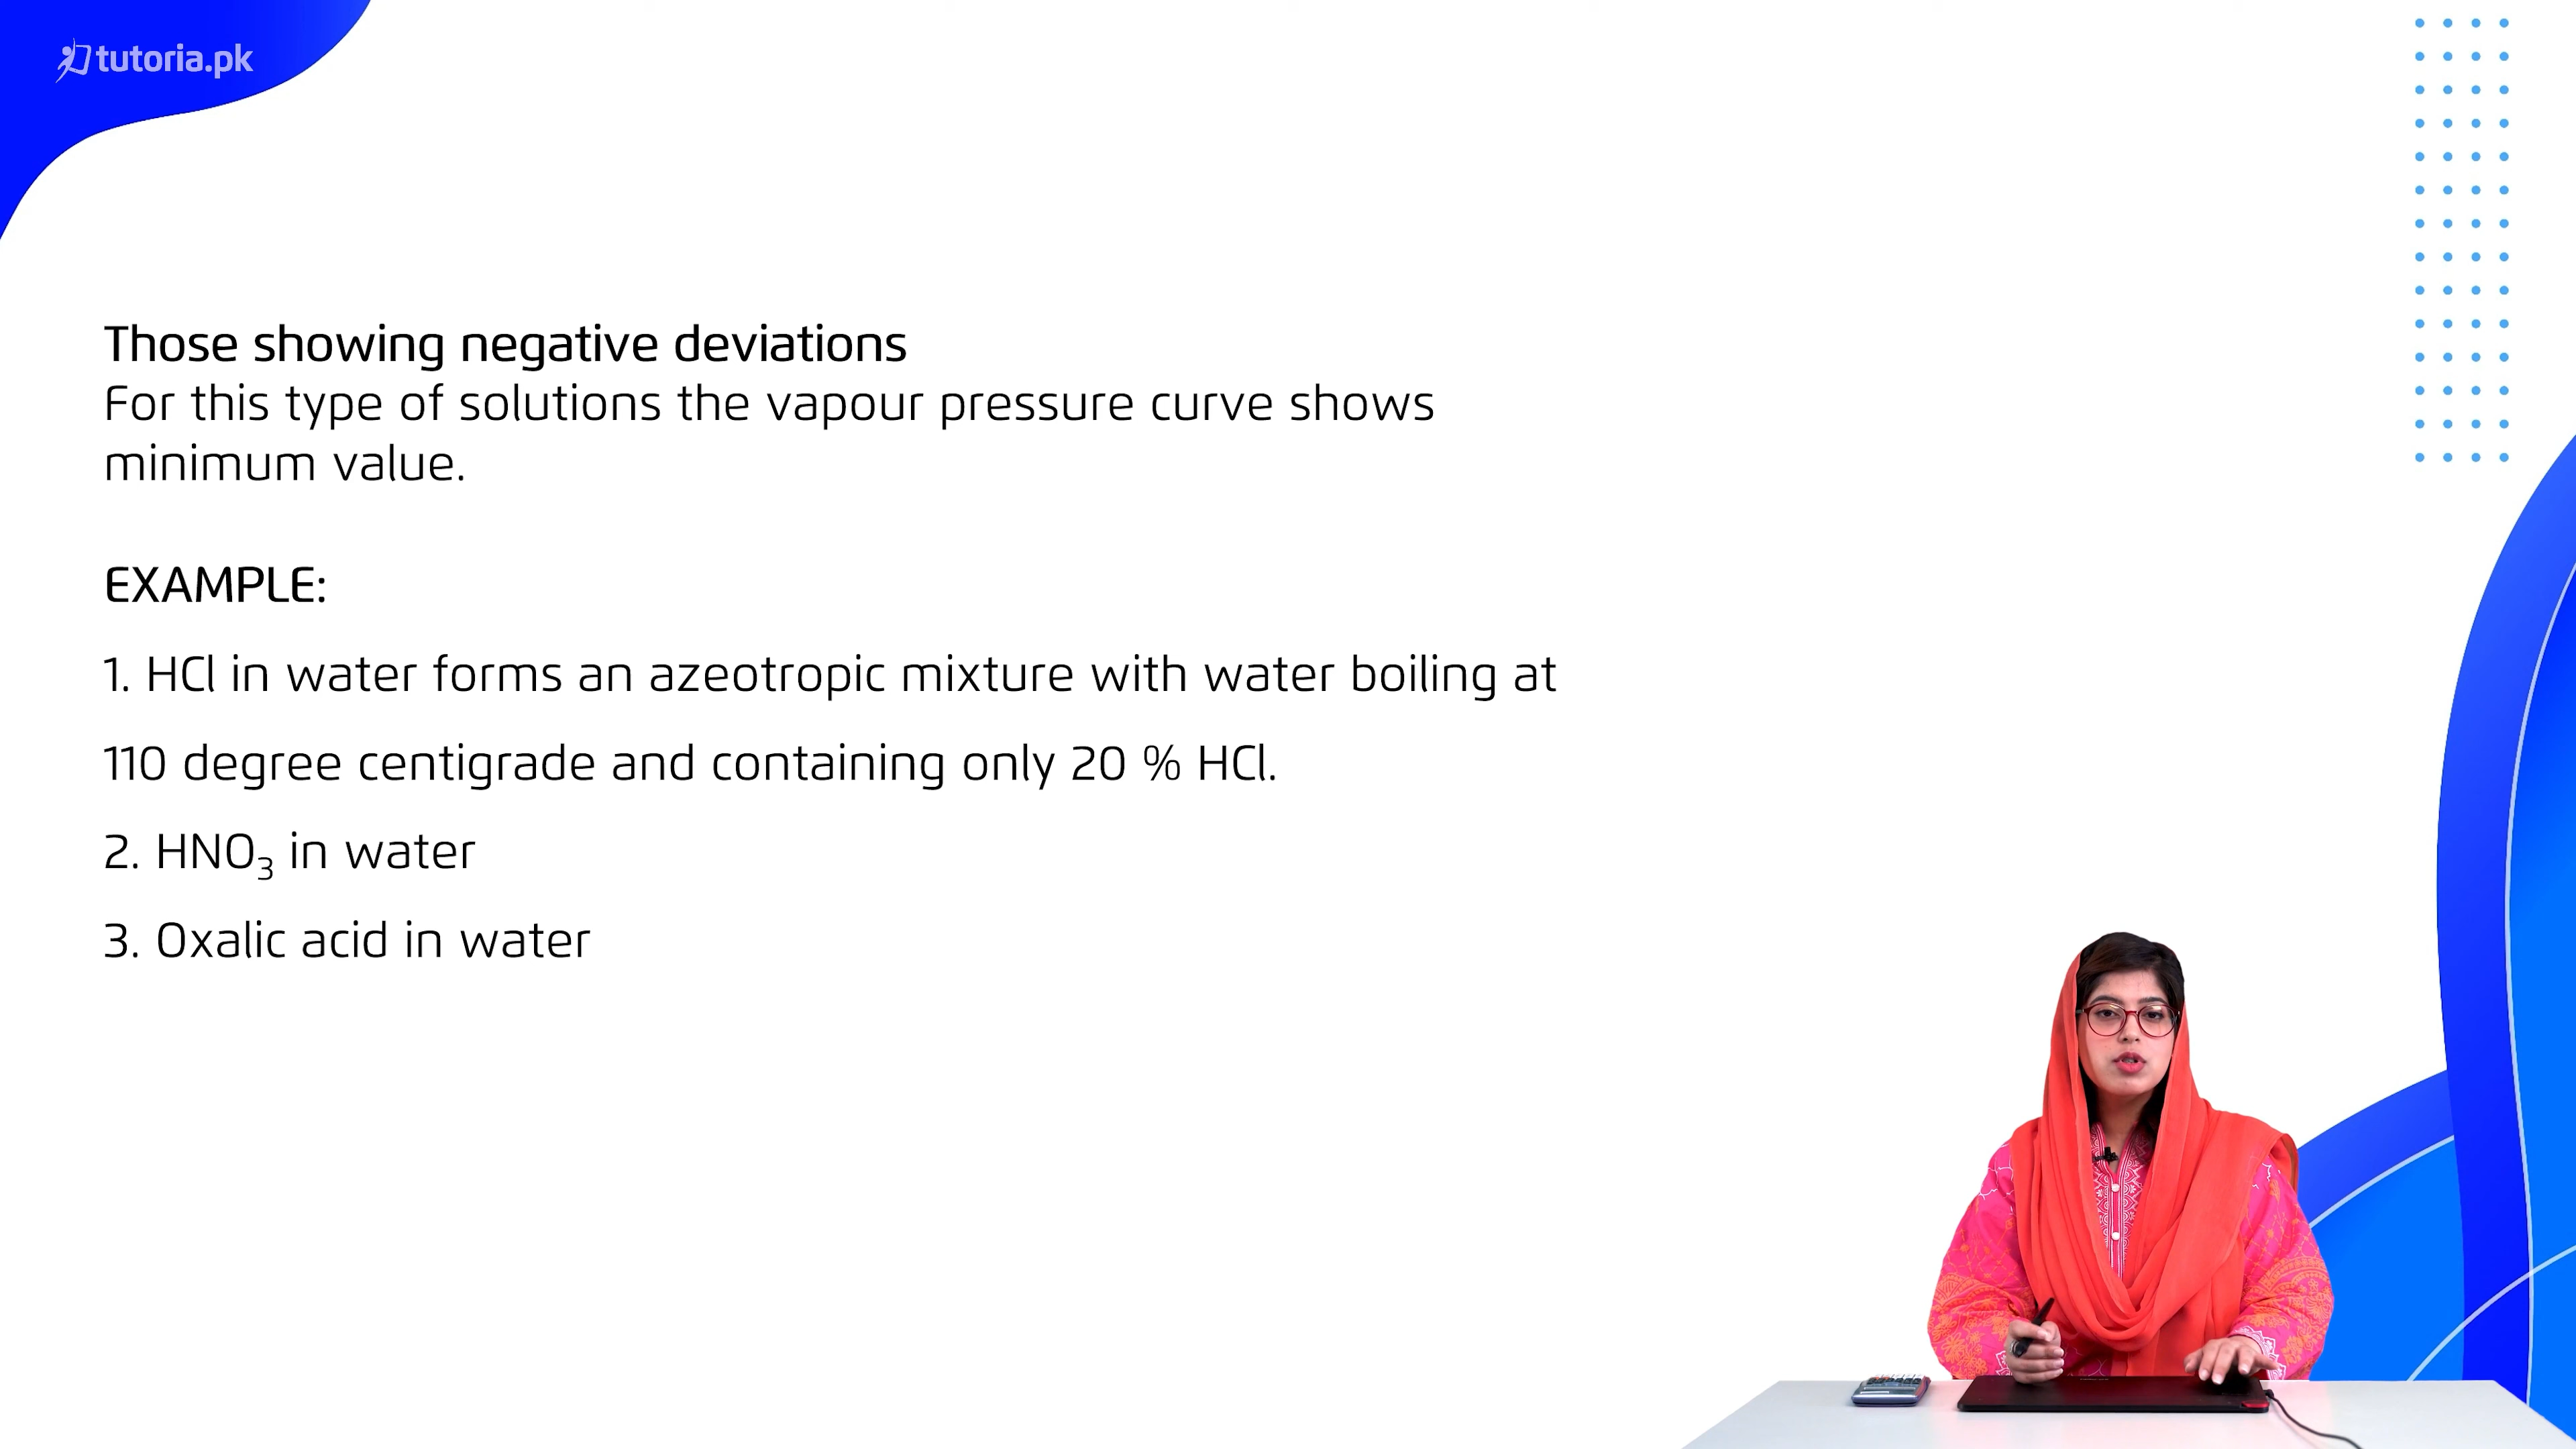 tutoria.pk
Those showing negative deviations
For this type of solutions the vapour pressure curve shows
minimum value.
EXAMPLE:
1. HCl in water forms an azeotropic mixture with water boiling at
110 degree centigrade and containing only 20 % HCl.
2. HNO₃ in water
3. Oxalic acid in water